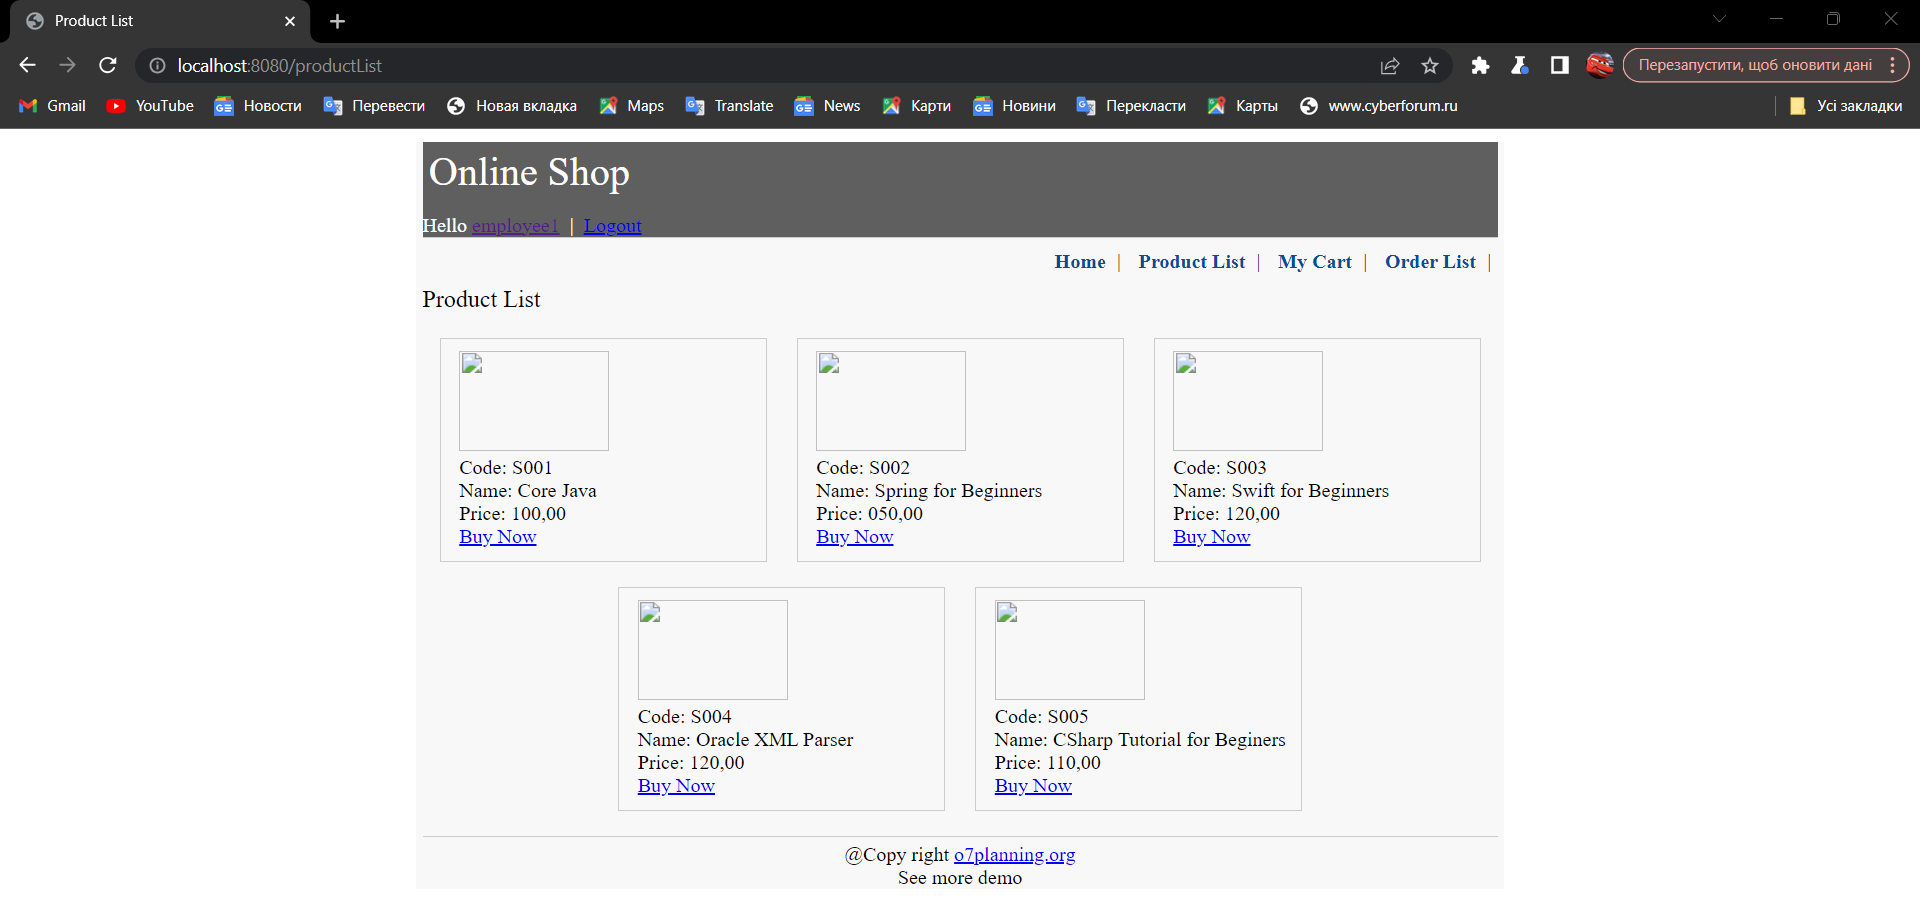 Product List
localhost:8080/productList
Перезапустити, щоб оновити дані
Gmail YouTube Новости Перевести Новая вкладка Maps Translate News Карти Новини Перекласти Карты www.cyberforum.ru Усі закладки
Online Shop
Hello employee1 | Logout
Home | Product List | My Cart | Order List |
Product List
Code: S001
Name: Core Java
Price: 100,00
Buy Now
Code: S002
Name: Spring for Beginners
Price: 050,00
Buy Now
Code: S003
Name: Swift for Beginners
Price: 120,00
Buy Now
Code: S004
Name: Oracle XML Parser
Price: 120,00
Buy Now
Code: S005
Name: CSharp Tutorial for Beginers
Price: 110,00
Buy Now
@Copy right o7planning.org
See more demo